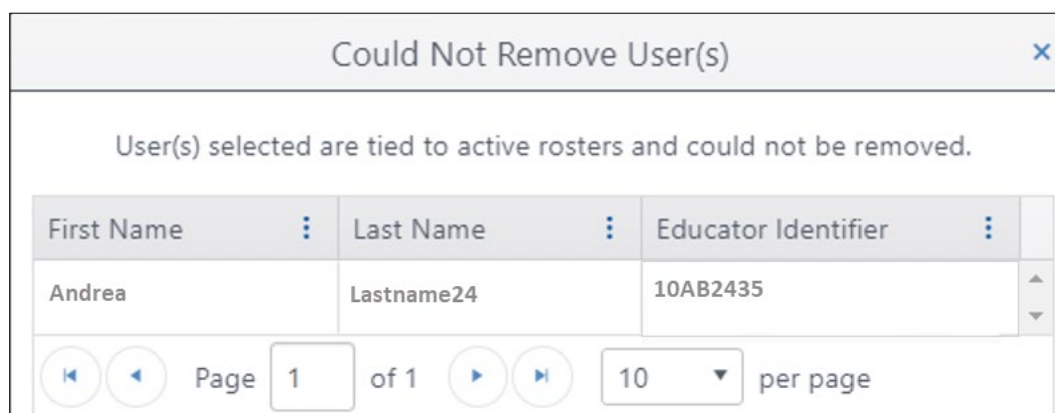 Could Not Remove User(s) ×
User(s) selected are tied to active rosters and could not be removed.
First Name Last Name Educator Identifier
Andrea Lastname24 10AB2435
Page 1 of 1 10 per page